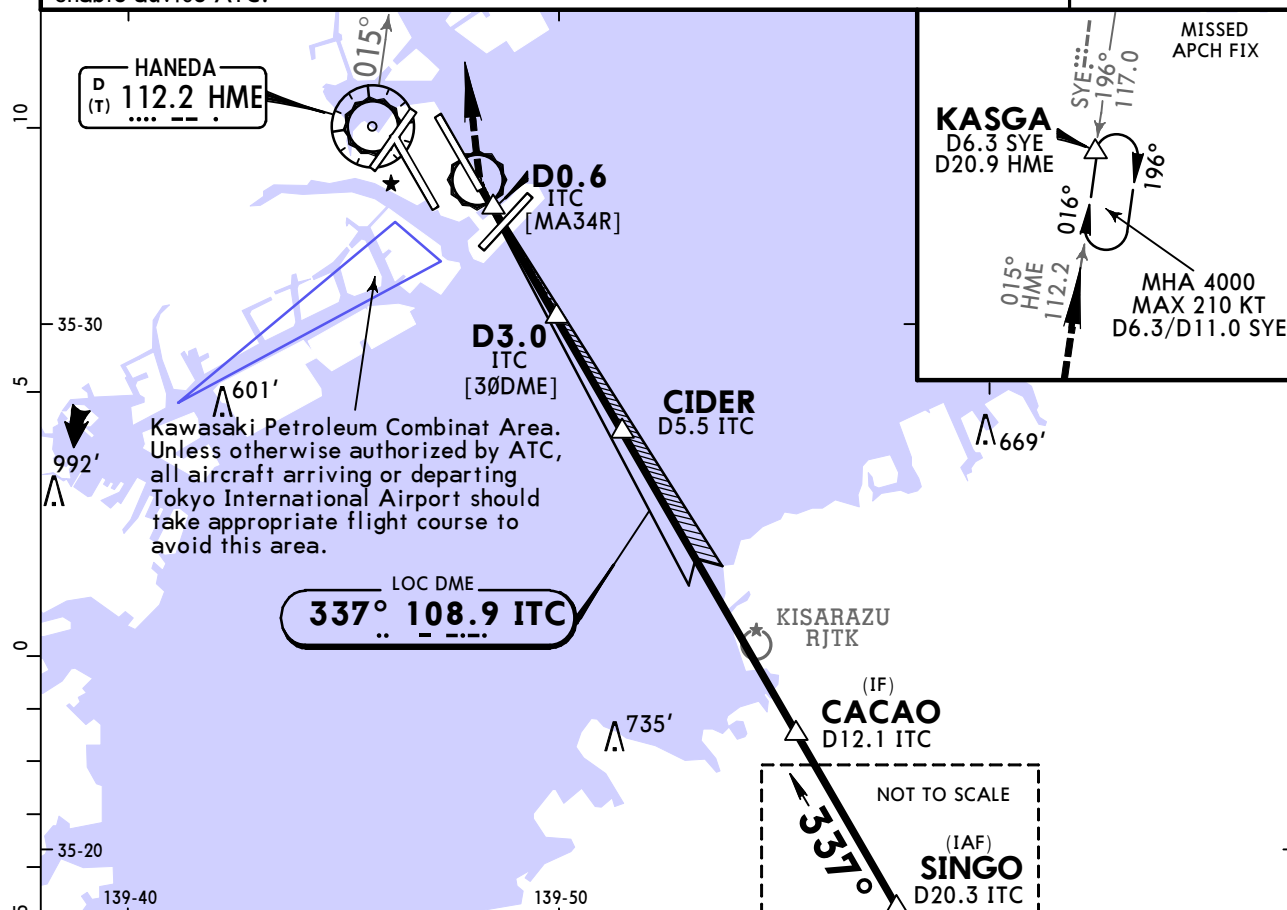 MISSED
APCH FIX
SYE
196°
117.0
KASGA
D6.3 SYE
D20.9 HME
016°
196°
015°
HME
112.2
MHA 4000
MAX 210 KT
D6.3/D11.0 SYE
015°
HANEDA
D
(T) 112.2 HME
10
D0.6
ITC
[MA34R]
35-30
D3.0
ITC
[3ØDME]
5
601'
CIDER
D5.5 ITC
669'
992'
Kawasaki Petroleum Combinat Area.
Unless otherwise authorized by ATC,
all aircraft arriving or departing
Tokyo International Airport should
take appropriate flight course to
avoid this area.
LOC DME
337° 108.9 ITC
KISARAZU
RJTK
0
(IF)
CACAO
D12.1 ITC
735'
NOT TO SCALE
337°
(IAF)
SINGO
D20.3 ITC
35-20
139-40
139-50